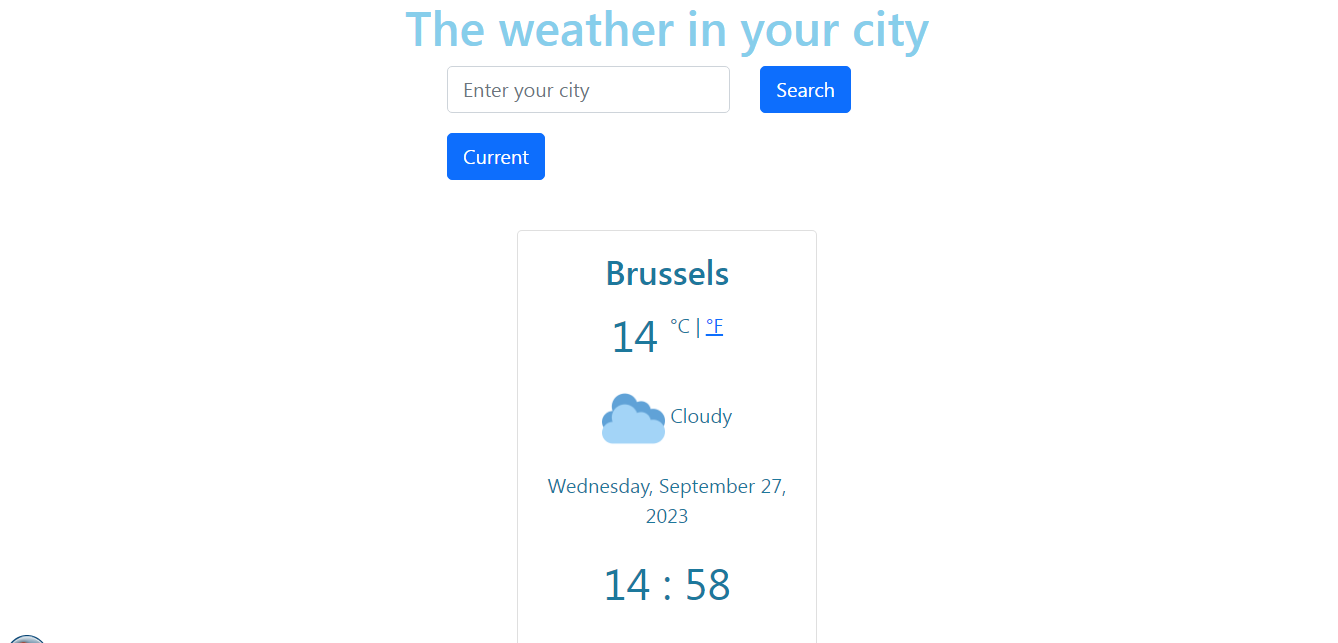 The weather in your city
Enter your city
Search
Current
Brussels
14 °C | °F
Cloudy
Wednesday, September 27,
2023
14 : 58